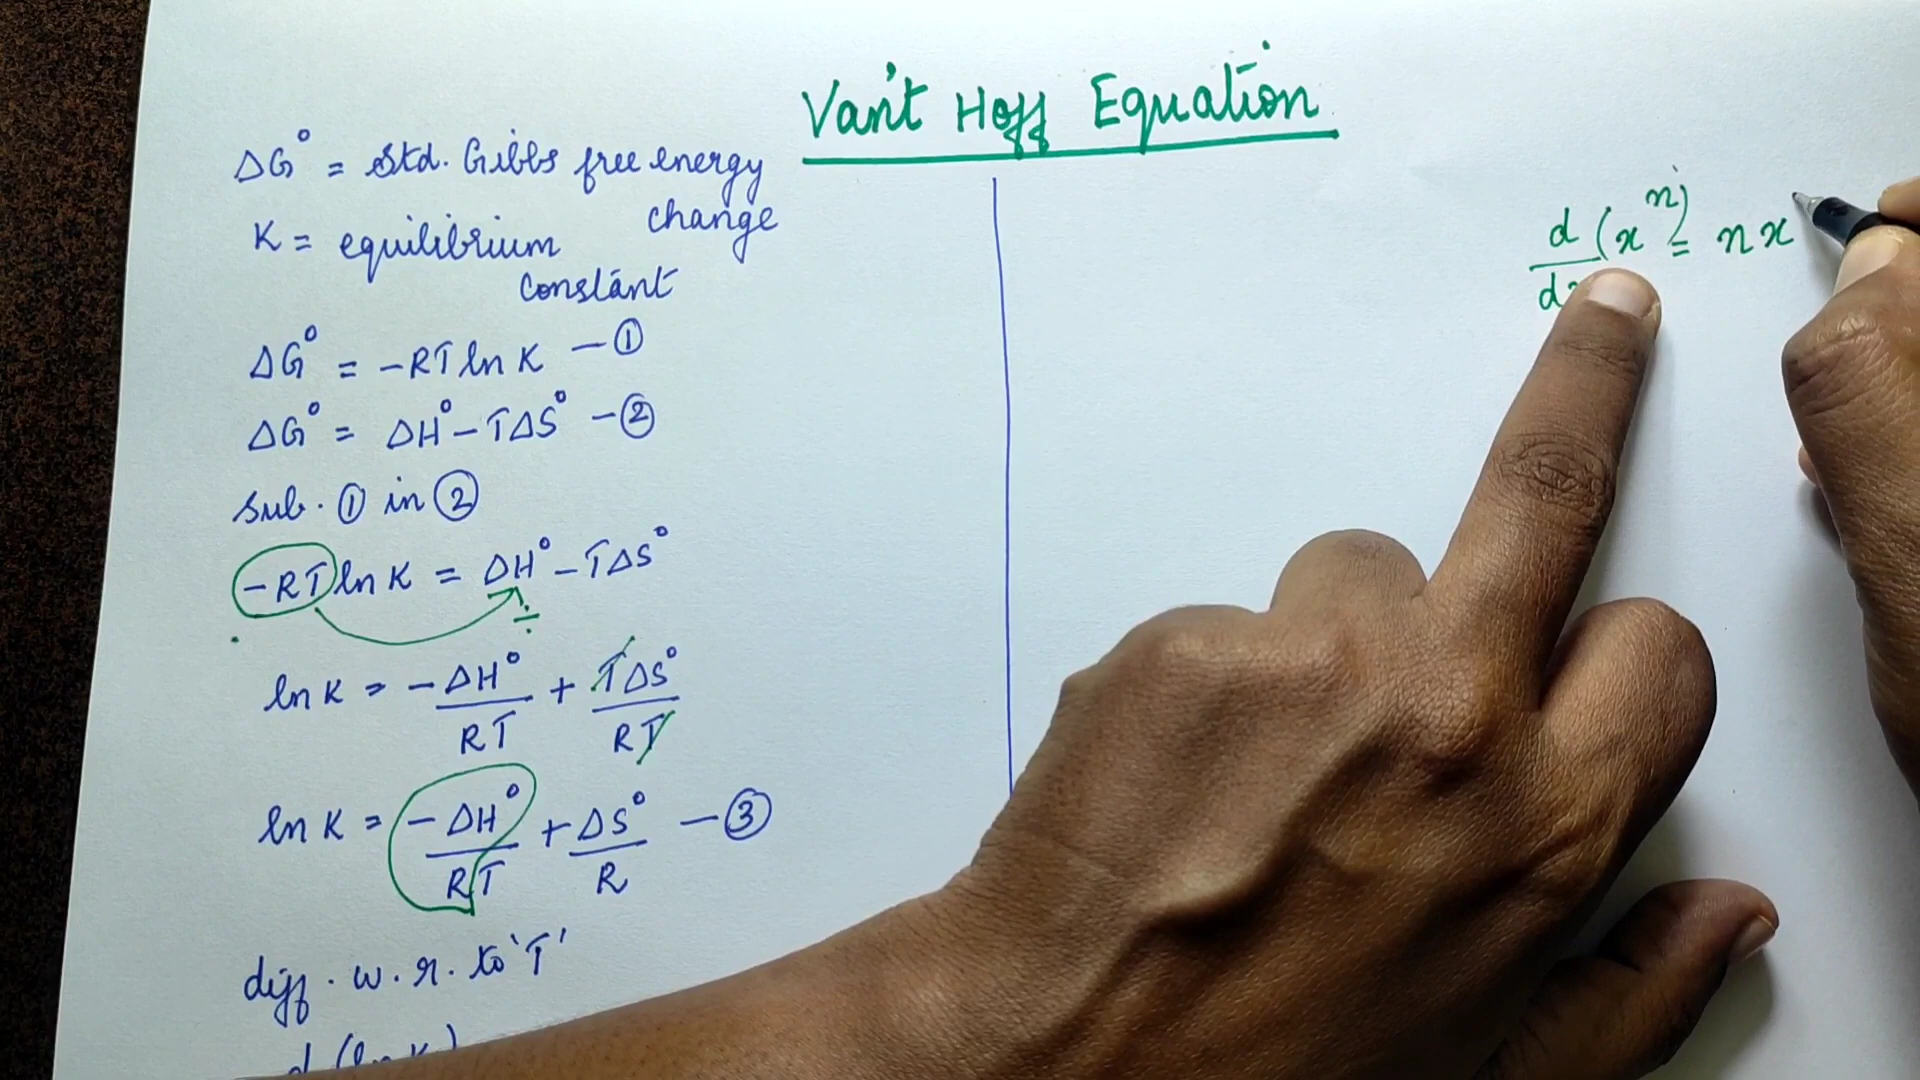 Van't Hoff Equation
ΔG° = Std. Gibbs free energy
change
K = equilibrium
constant
ΔG° = -RT ln K - ①
ΔG° = ΔH° - TΔS° - ②
Sub. ① in ②
-RT ln K = ΔH° - TΔS°
÷
ln K = -ΔH°/RT + TΔS°/RT
ln K = -ΔH°/RT + ΔS°/R - ③
diff. w.r. to 'T'
d (ln K)
d/dx (x^n) = nx